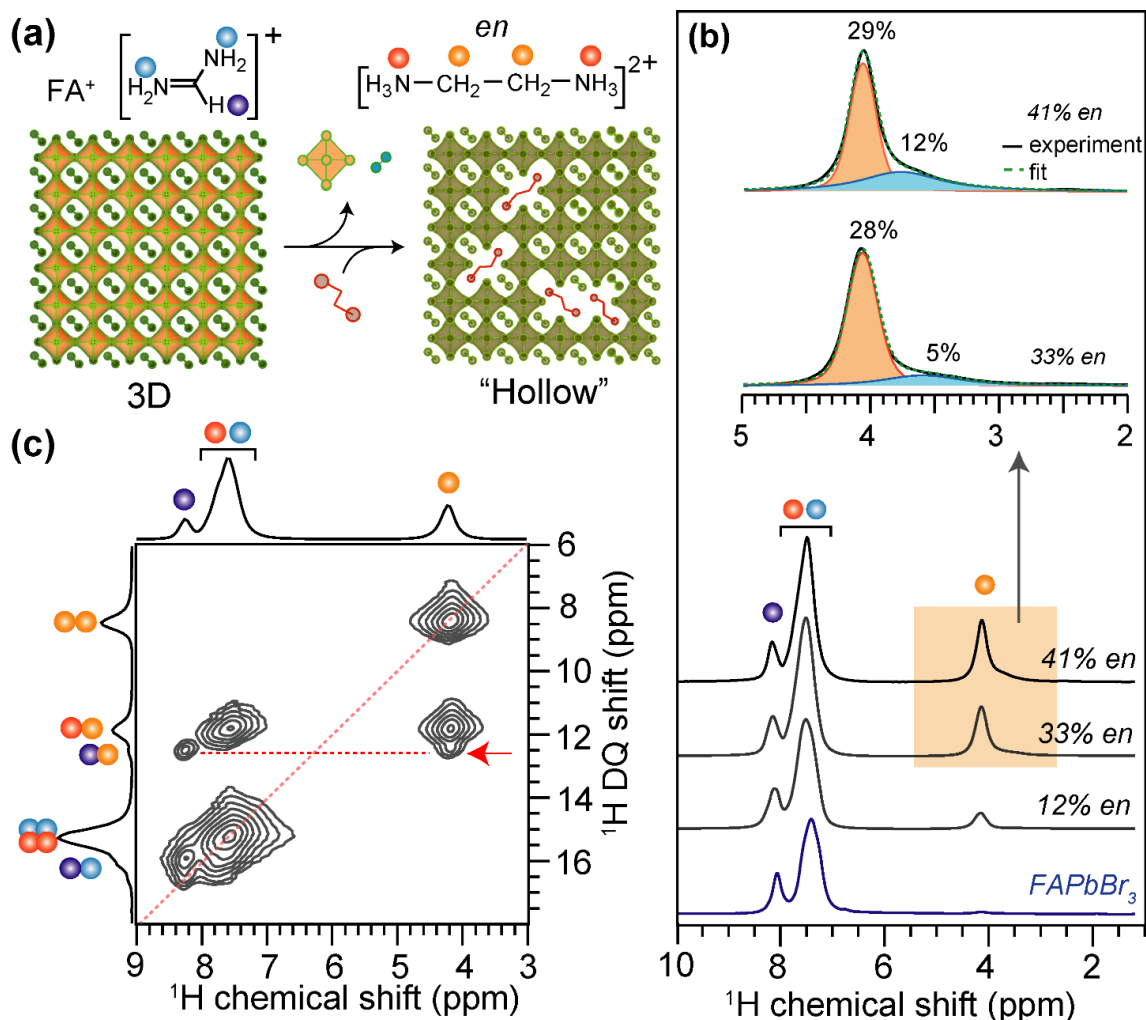 (a)
FA⁺
[H₂N NH₂ H]⁺
en
[H₃N—CH₂—CH₂—NH₃]²⁺
3D
“Hollow”
(b)
29%
41% en
experiment
fit
12%
28%
5%
33% en
5 4 3 2
41% en
33% en
12% en
FAPbBr₃
10 8 6 4 2
¹H chemical shift (ppm)
(c)
6
8
10
12
14
16
¹H DQ shift (ppm)
9 8 7 6 5 4 3
¹H chemical shift (ppm)